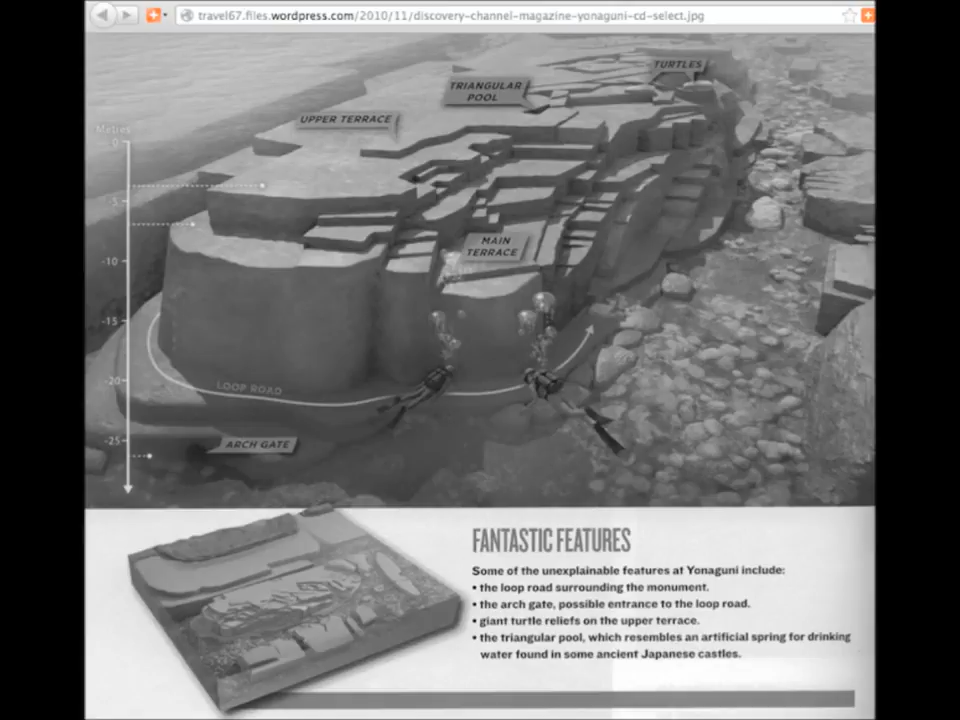 travel67.files.wordpress.com/2010/11/discovery-channel-magazine-yonaguni-cd-select.jpg
TURTLES
TRIANGULAR
POOL
UPPER TERRACE
Metres
0
-5
-10
-15
-20
-25
MAIN
TERRACE
LOOP ROAD
ARCH GATE
FANTASTIC FEATURES
Some of the unexplainable features at Yonaguni include:
• the loop road surrounding the monument.
• the arch gate, possible entrance to the loop road.
• giant turtle reliefs on the upper terrace.
• the triangular pool, which resembles an artificial spring for drinking
water found in some ancient Japanese castles.